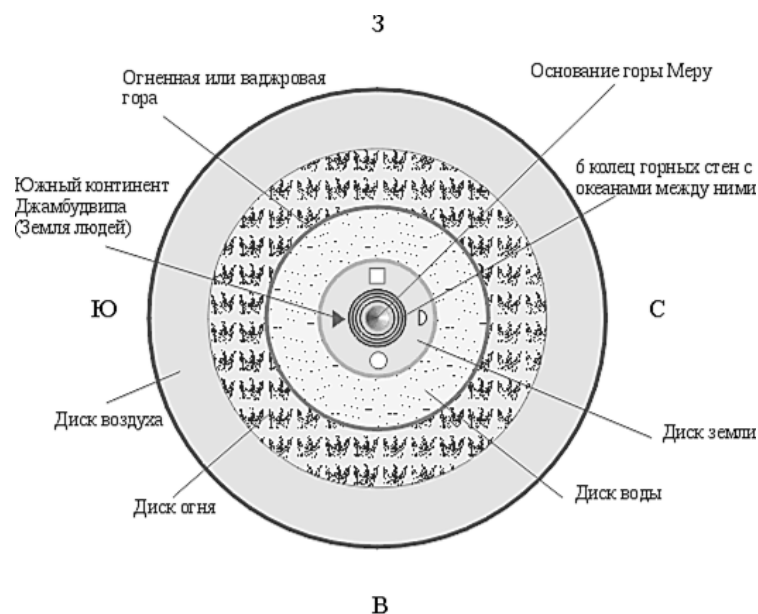 З
Огненная или ваджровая
гора
Основание горы Меру
6 колец горных стен с
океанами между ними
Южный континент
Джамбудвипа
(Земля людей)
Ю
С
Диск воздуха
Диск земли
Диск огня
Диск воды
В